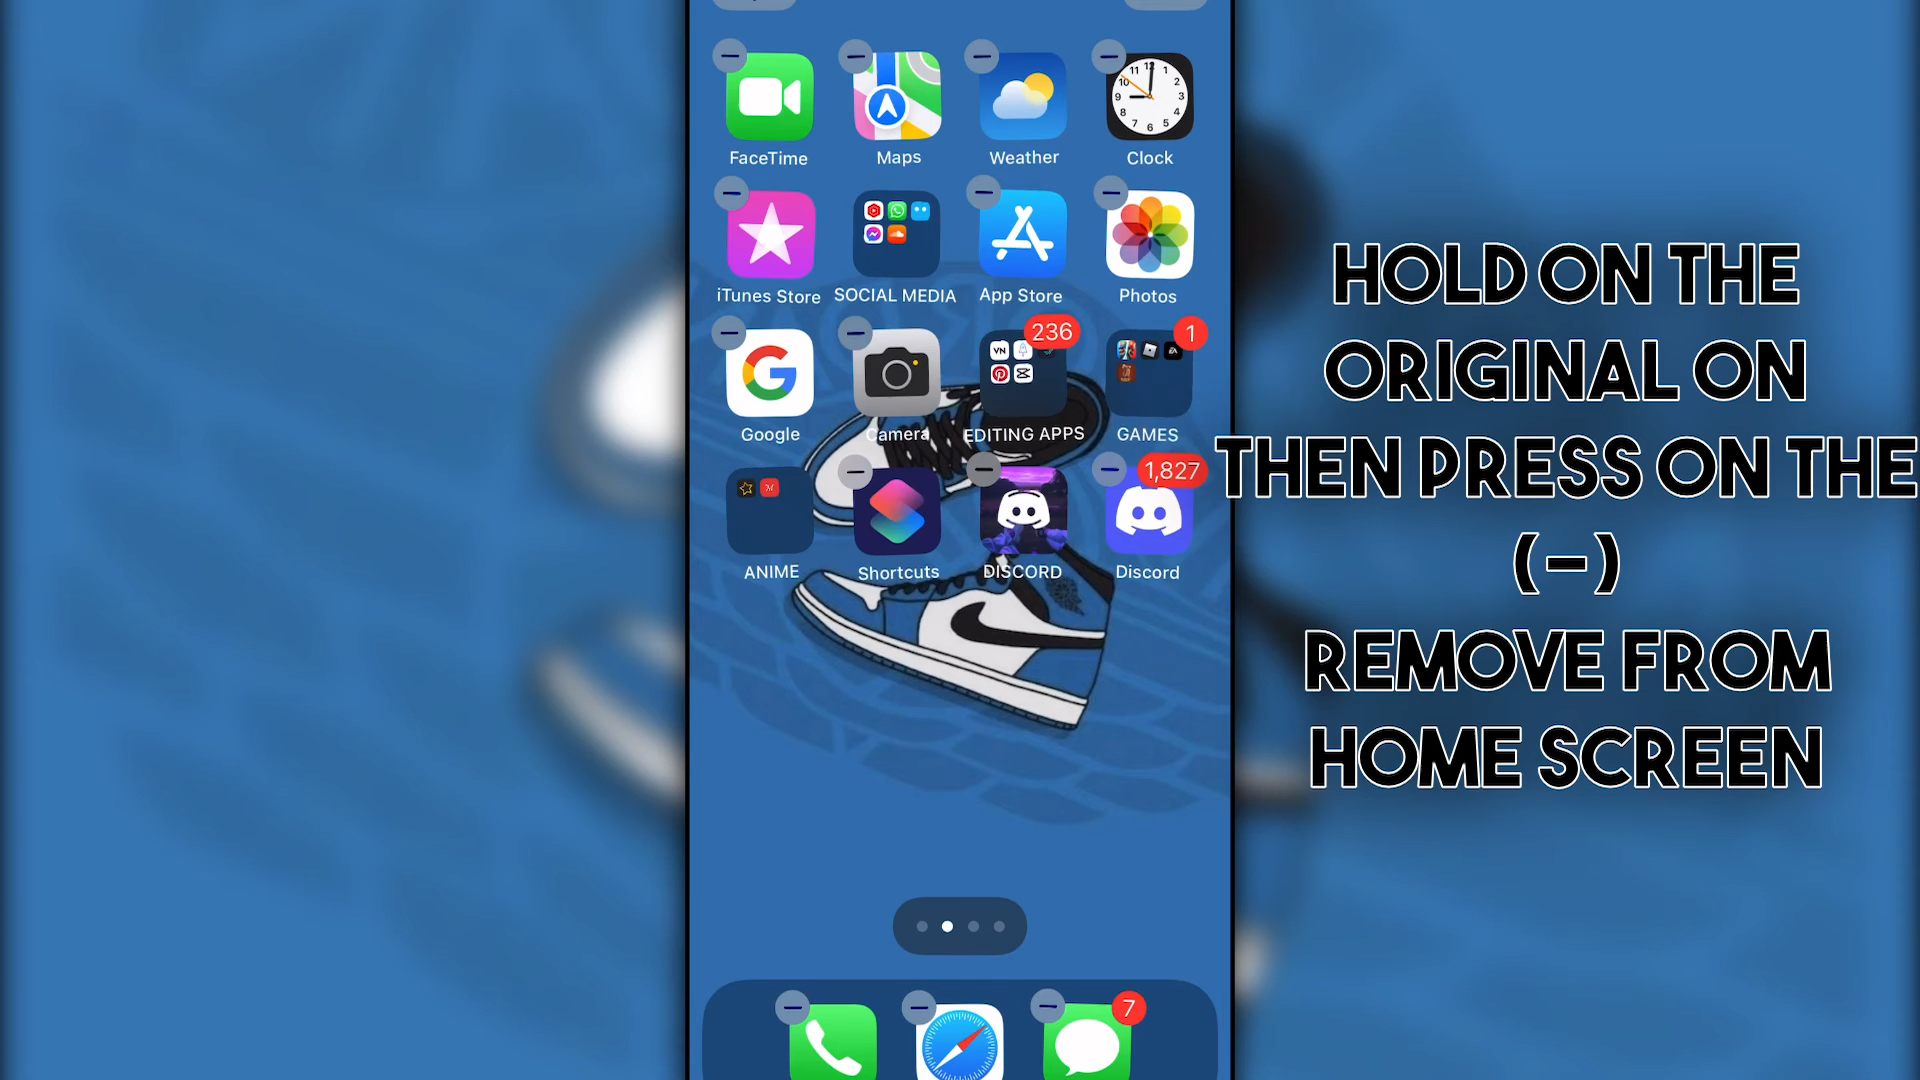 FaceTime Maps Weather Clock
iTunes Store SOCIAL MEDIA App Store Photos
236 1
Google Camera EDITING APPS GAMES
1,827
ANIME Shortcuts DISCORD Discord
7
HOLD ON THE
ORIGINAL ON
THEN PRESS ON THE
(-)
REMOVE FROM
HOME SCREEN